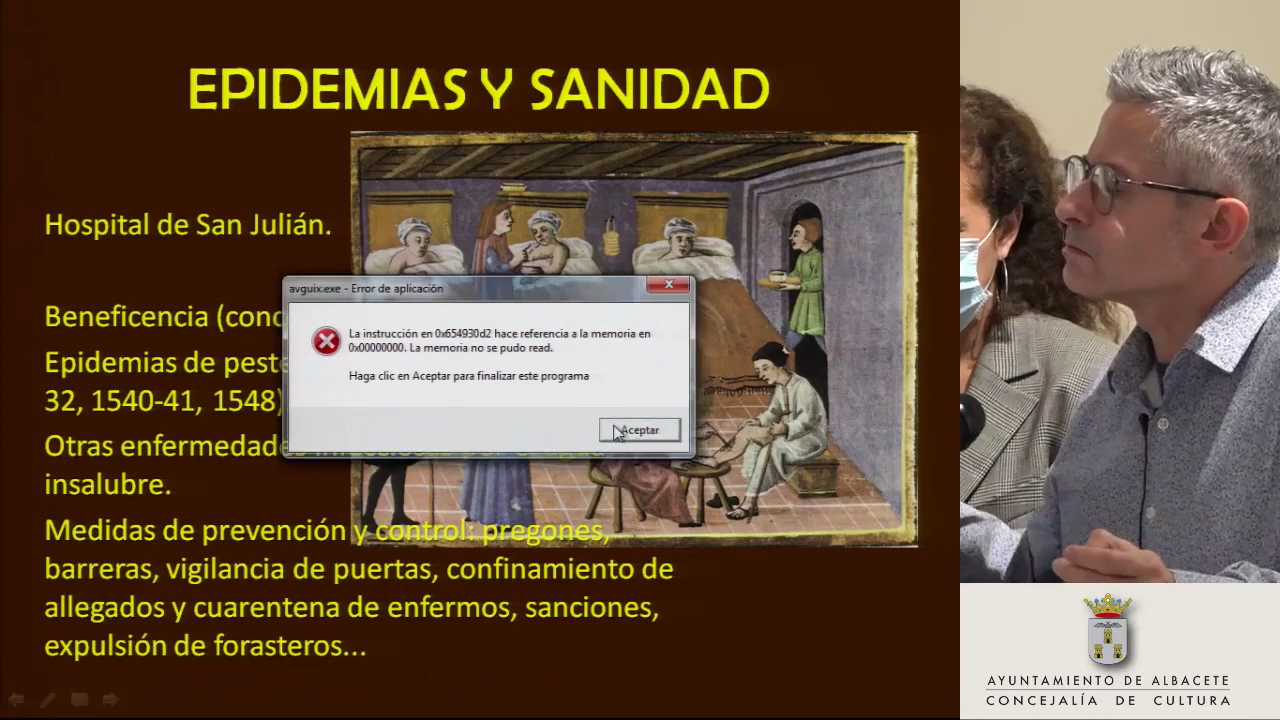 EPIDEMIAS Y SANIDAD
Hospital de San Julián.
avguix.exe - Error de aplicación
La instrucción en 0x654930d2 hace referencia a la memoria en
0x00000000. La memoria no se pudo read.
Haga clic en Aceptar para finalizar este programa
Aceptar
Beneficencia (conc
Epidemias de peste
32, 1540-41, 1548)
Otras enfermedades
insalubre.
Medidas de prevención y control: pregones,
barreras, vigilancia de puertas, confinamiento de
allegados y cuarentena de enfermos, sanciones,
expulsión de forasteros...
AYUNTAMIENTO DE ALBACETE
CONCEJALÍA DE CULTURA